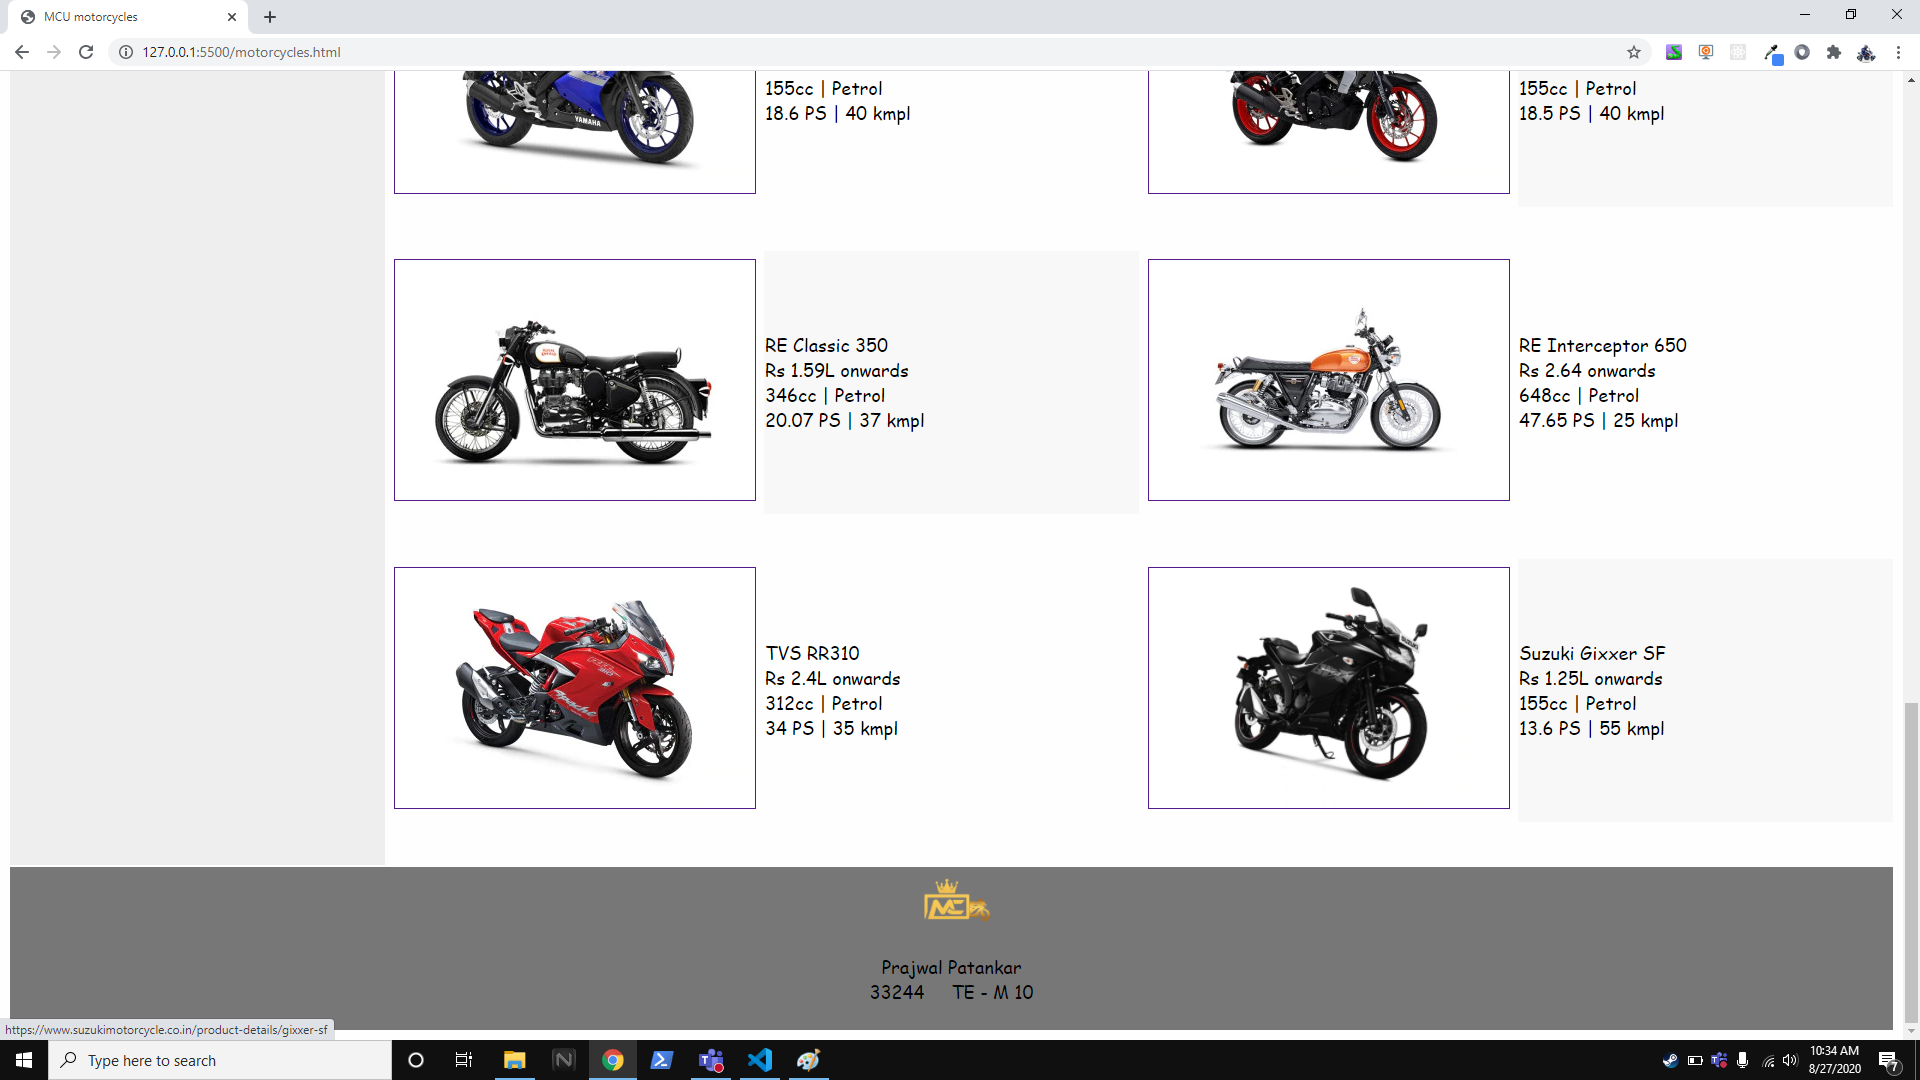 MCU motorcycles
127.0.0.1:5500/motorcycles.html
155cc | Petrol
18.6 PS | 40 kmpl
YAMAHA
155cc | Petrol
18.5 PS | 40 kmpl
RE Classic 350
Rs 1.59L onwards
346cc | Petrol
20.07 PS | 37 kmpl
RE Interceptor 650
Rs 2.64 onwards
648cc | Petrol
47.65 PS | 25 kmpl
Apache
TVS RR310
Rs 2.4L onwards
312cc | Petrol
34 PS | 35 kmpl
SUZUKI
Suzuki Gixxer SF
Rs 1.25L onwards
155cc | Petrol
13.6 PS | 55 kmpl
MC
Prajwal Patankar
33244 TE - M 10
https://www.suzukimotorcycle.co.in/product-details/gixxer-sf
Type here to search
10:34 AM
8/27/2020
7